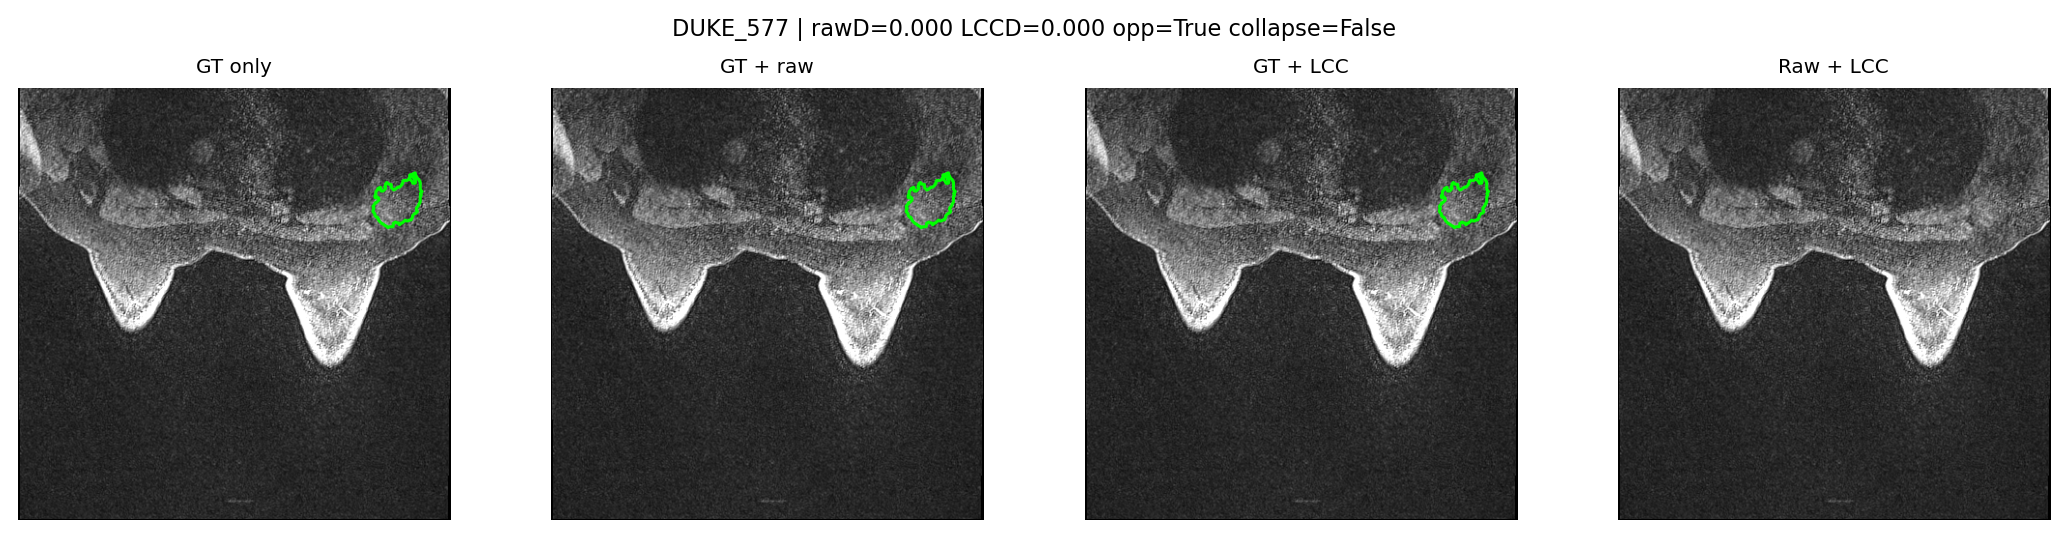 DUKE_577 | rawD=0.000 LCCD=0.000 opp=True collapse=False
GT only
GT + raw
GT + LCC
Raw + LCC